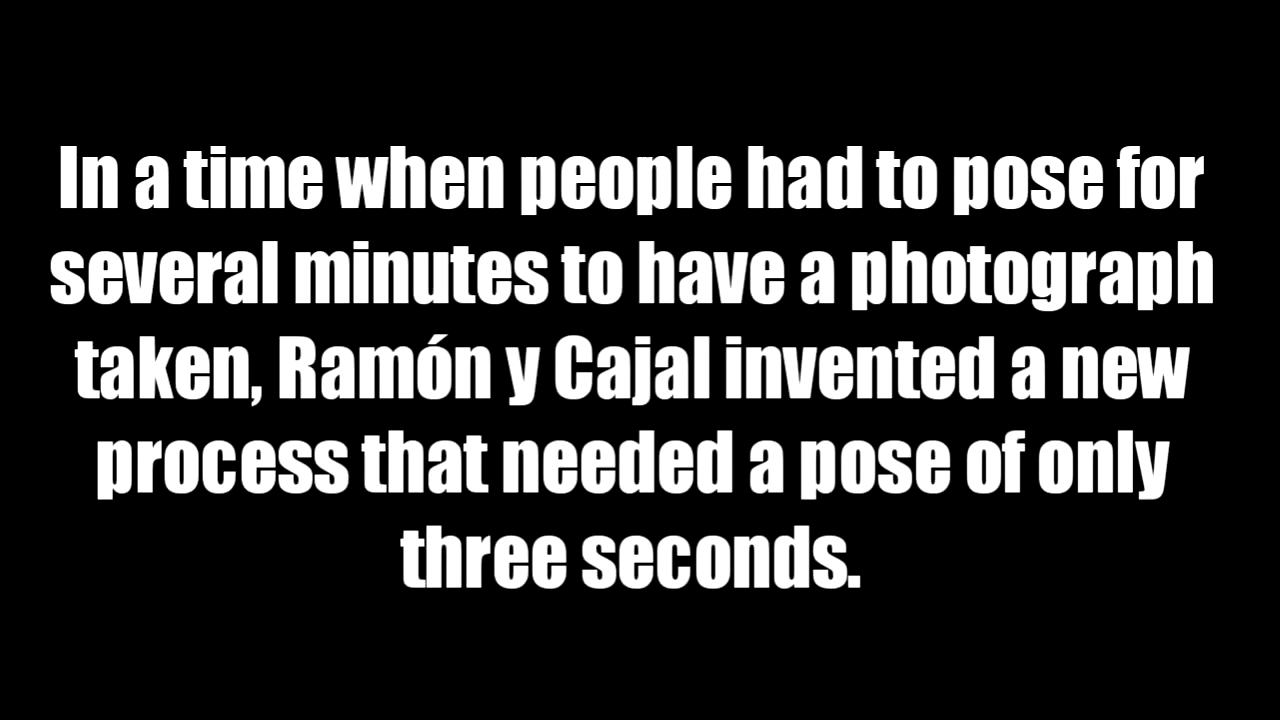 In a time when people had to pose for
several minutes to have a photograph
taken, Ramón y Cajal invented a new
process that needed a pose of only
three seconds.